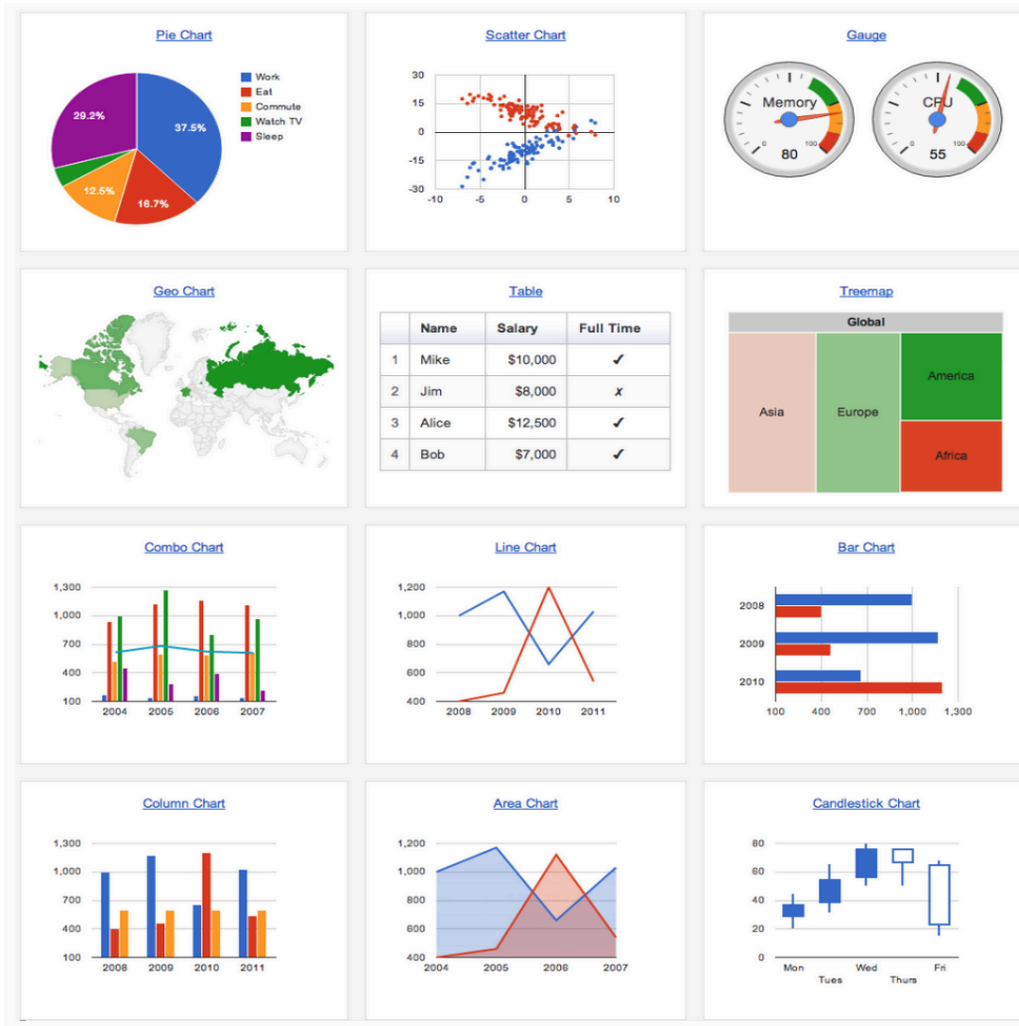 Pie Chart
Work
Eat
Commute
Watch TV
Sleep
29.2%
37.5%
12.5%
16.7%
Scatter Chart
30
15
0
-15
-30
-10 -5 0 5 10
Gauge
Memory
0 100
80
CPU
0 100
55
Geo Chart
Table
Name Salary Full Time
1 Mike $10,000 ✓
2 Jim $8,000 ✗
3 Alice $12,500 ✓
4 Bob $7,000 ✓
Treemap
Global
Asia
Europe
America
Africa
Combo Chart
1,300
1,000
700
400
100
2004 2005 2006 2007
Line Chart
1,200
1,000
800
600
400
2008 2009 2010 2011
Bar Chart
2008
2009
2010
100 400 700 1,000 1,300
Column Chart
1,300
1,000
700
400
100
2008 2009 2010 2011
Area Chart
1,200
1,000
800
600
400
2004 2005 2006 2007
Candlestick Chart
80
60
40
20
0
Mon Tues Wed Thurs Fri